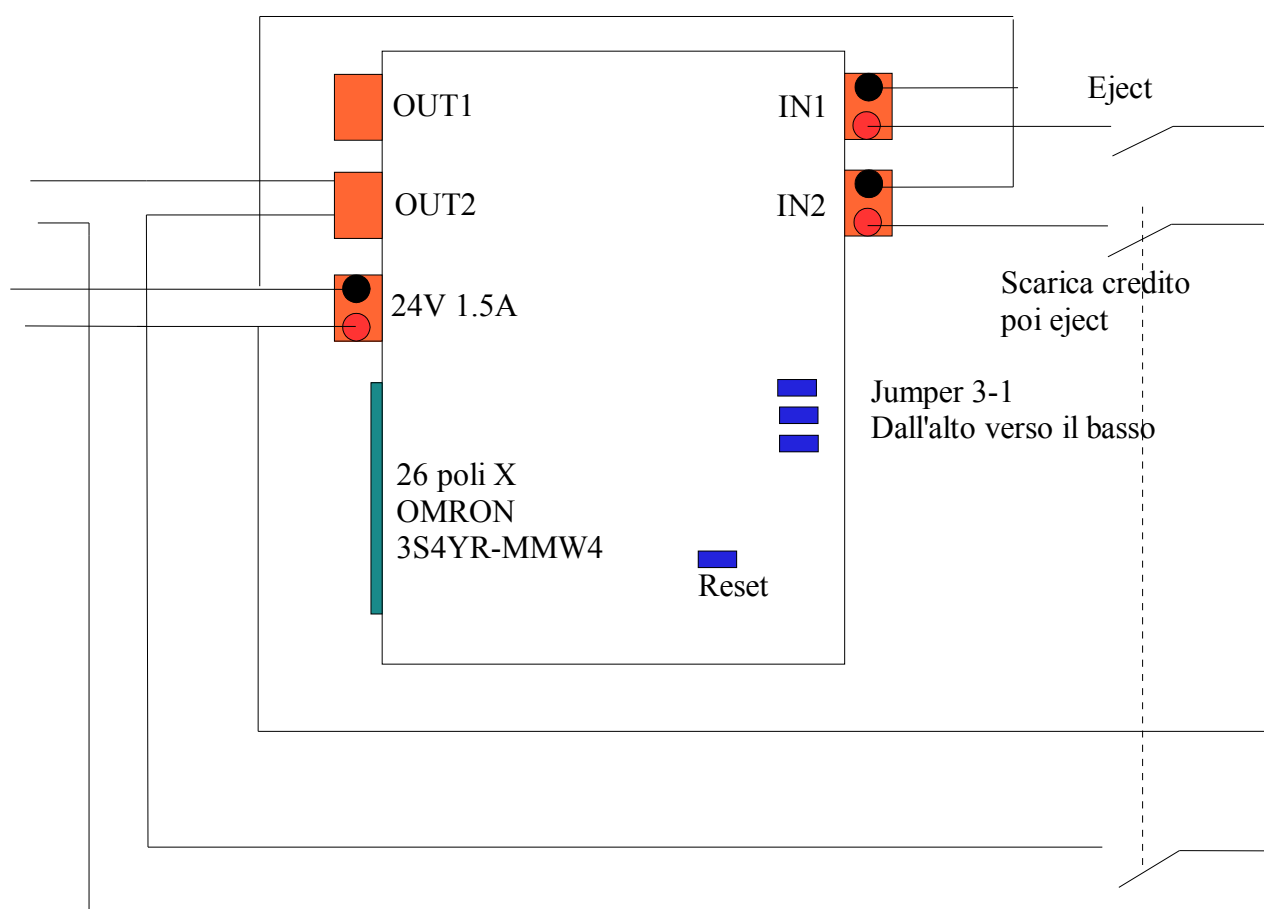 OUT1
IN1
Eject
OUT2
IN2
24V 1.5A
Scarica credito
poi eject
Jumper 3-1
Dall'alto verso il basso
26 poli X
OMRON
3S4YR-MMW4
Reset